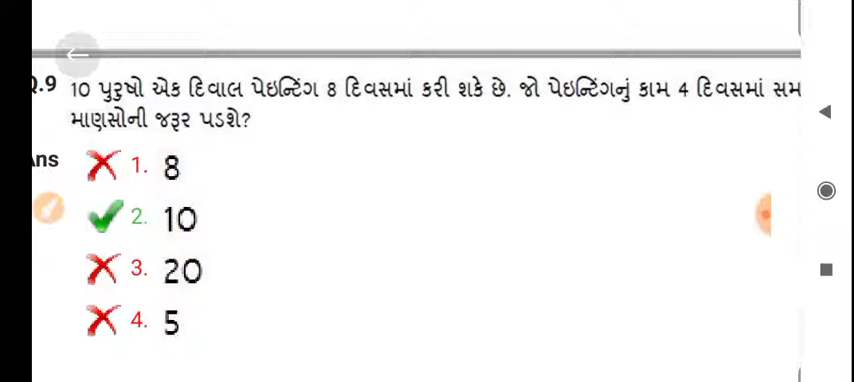 .9 10 પુરુષો એક દિવાલ પેઇન્ટિંગ 8 દિવસમાં કરી શકે છે. જો પેઇન્ટિંગનું કામ 4 દિવસમાં
માણસોની જરૂર પડશે?
Ans
1. 8
2. 10
3. 20
4. 5